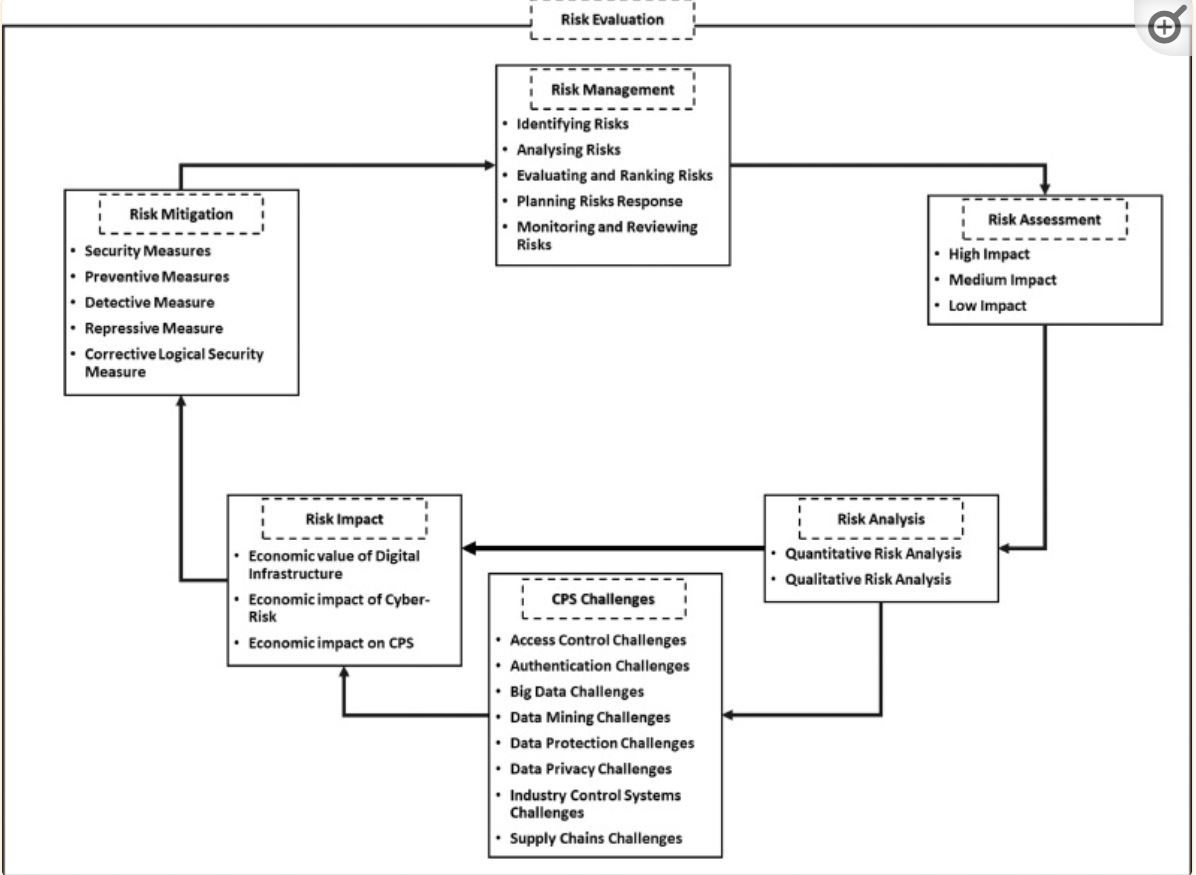 Risk Evaluation
Risk Management
• Identifying Risks
• Analysing Risks
• Evaluating and Ranking Risks
• Planning Risks Response
• Monitoring and Reviewing
Risks
Risk Mitigation
• Security Measures
• Preventive Measures
• Detective Measure
• Repressive Measure
• Corrective Logical Security
Measure
Risk Assessment
• High Impact
• Medium Impact
• Low Impact
Risk Impact
• Economic value of Digital
Infrastructure
• Economic impact of Cyber-
Risk
• Economic impact on CPS
Risk Analysis
• Quantitative Risk Analysis
• Qualitative Risk Analysis
CPS Challenges
• Access Control Challenges
• Authentication Challenges
• Big Data Challenges
• Data Mining Challenges
• Data Protection Challenges
• Data Privacy Challenges
• Industry Control Systems
Challenges
• Supply Chains Challenges